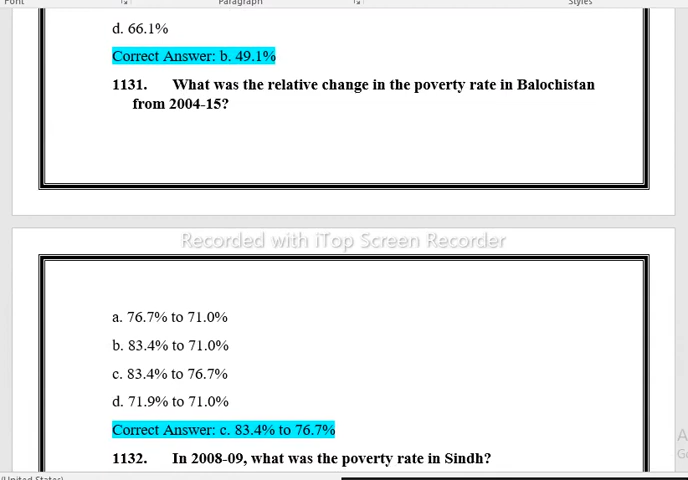 Font
Paragraph
Styles
d. 66.1%
Correct Answer: b. 49.1%
1131. What was the relative change in the poverty rate in Balochistan
from 2004-15?
Recorded with iTop Screen Recorder
a. 76.7% to 71.0%
b. 83.4% to 71.0%
c. 83.4% to 76.7%
d. 71.9% to 71.0%
Correct Answer: c. 83.4% to 76.7%
1132. In 2008-09, what was the poverty rate in Sindh?
(United States)